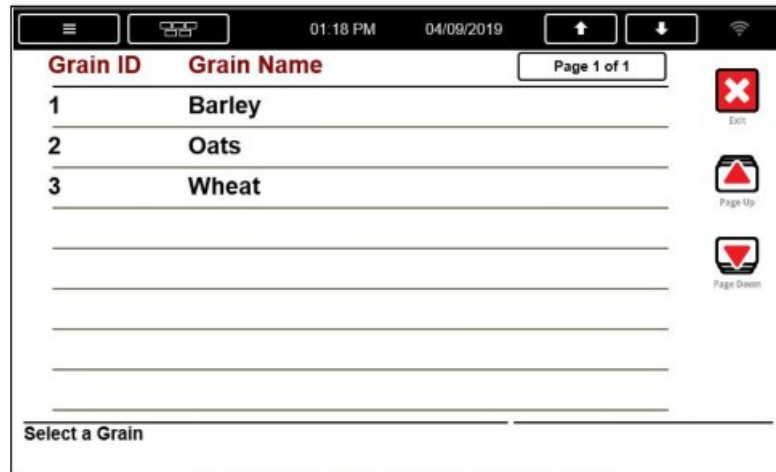 01:18 PM 04/09/2019
Grain ID Grain Name Page 1 of 1
Exit
1 Barley
2 Oats
3 Wheat
Page Up
Page Down
Select a Grain